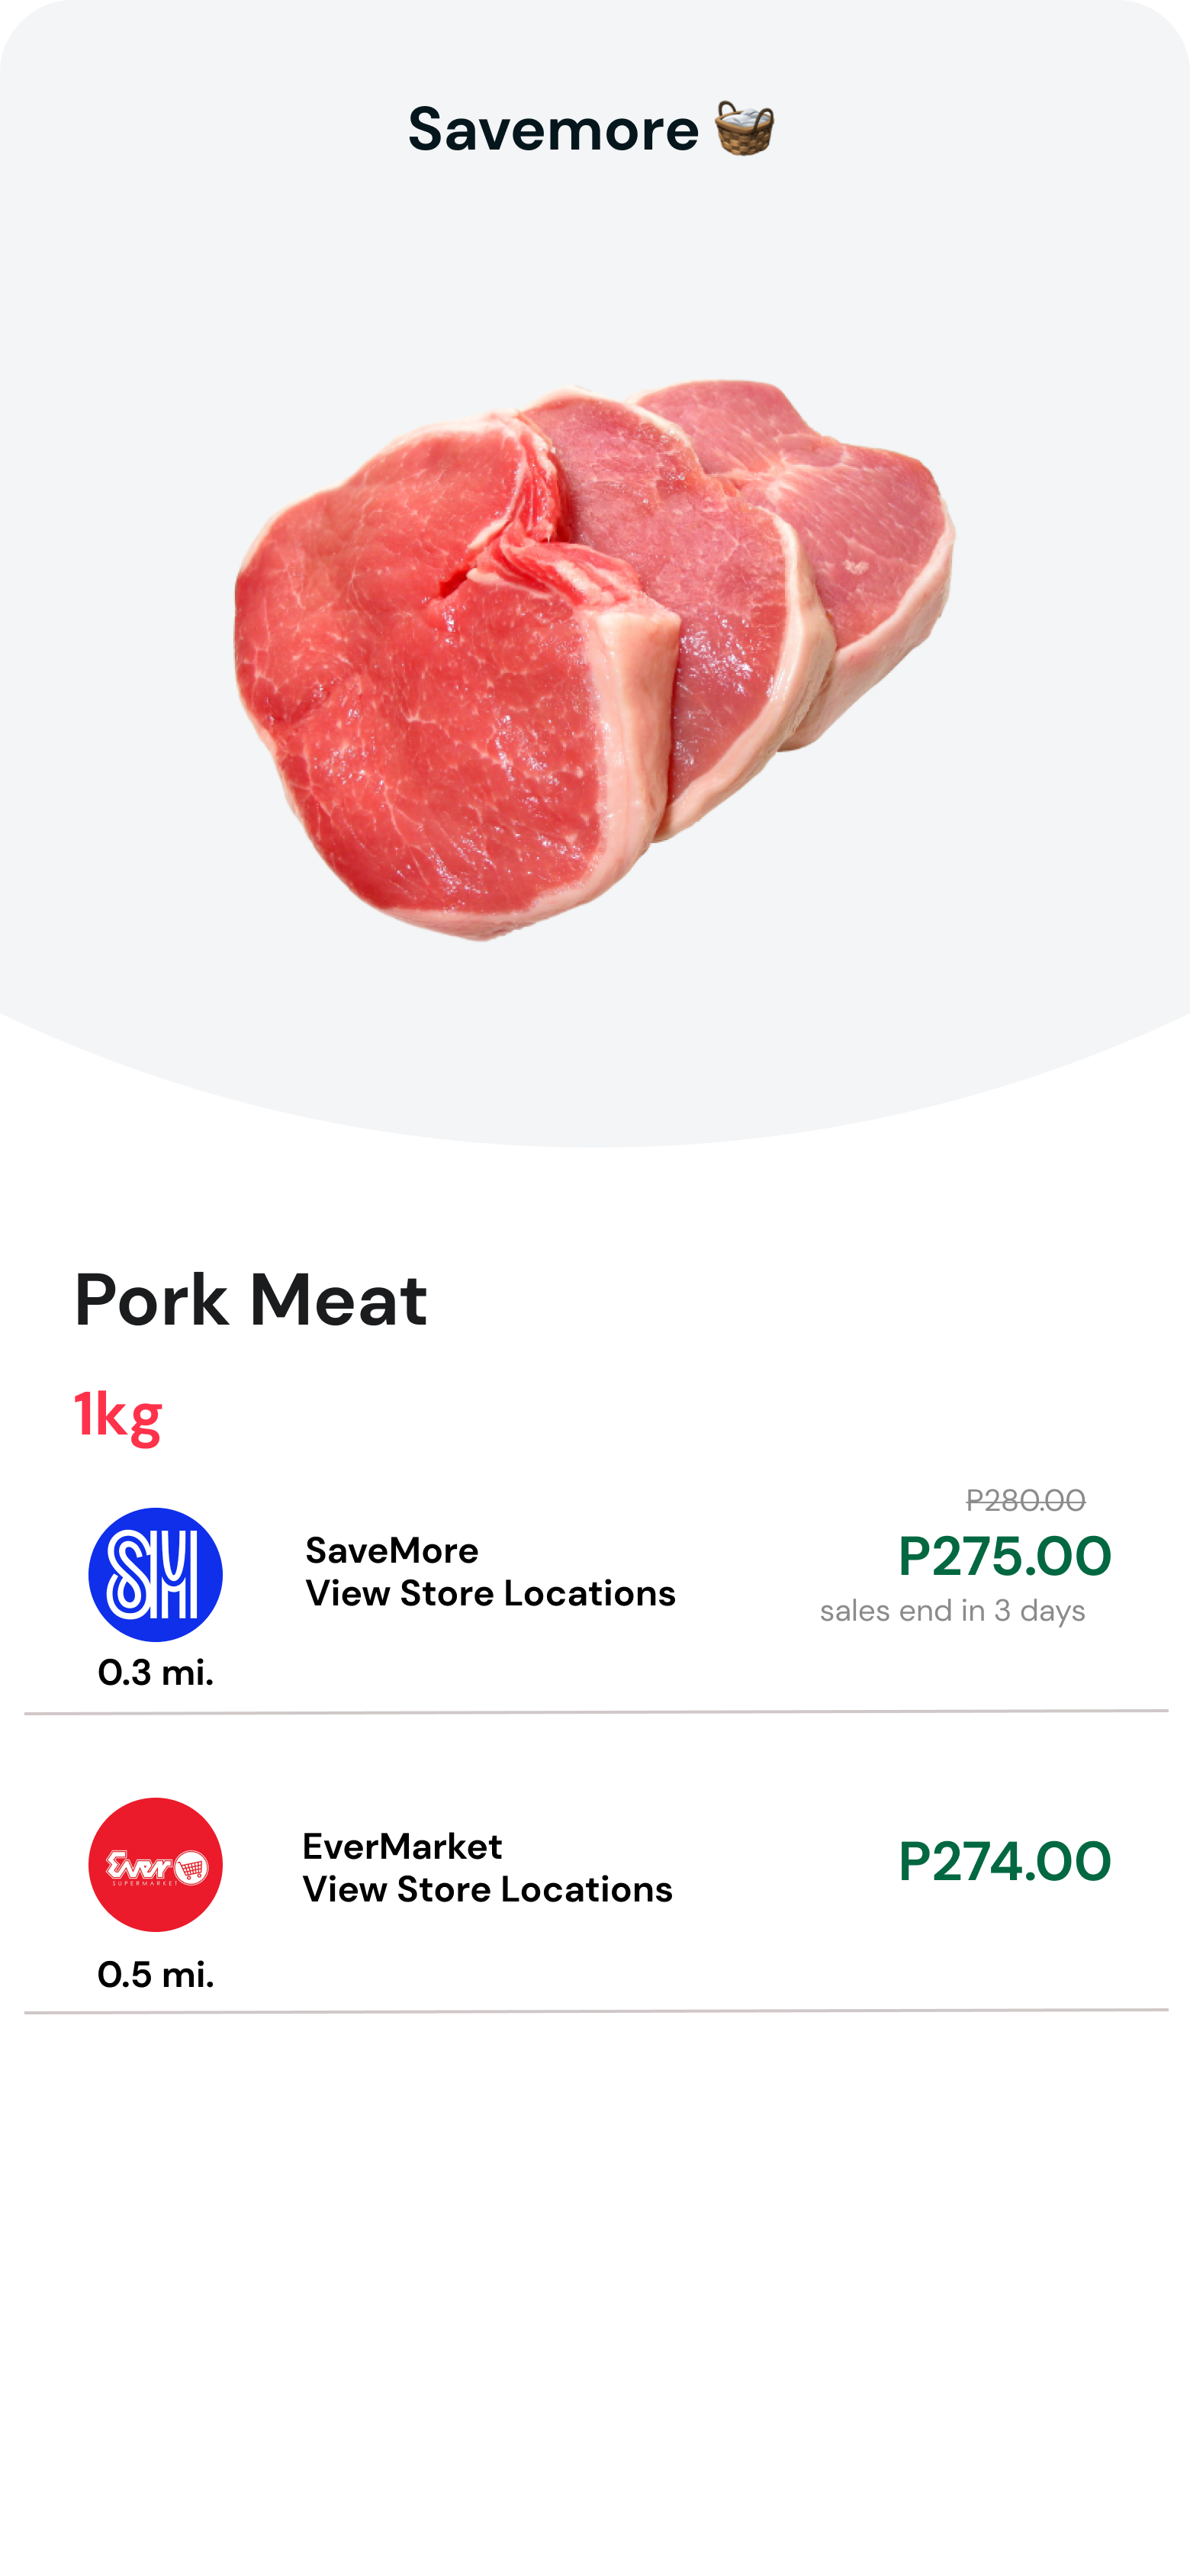 Savemore
Pork Meat
1kg
P280.00
SM
SaveMore
P275.00
View Store Locations
sales end in 3 days
0.3 mi.
Ever
SUPERMARKET
EverMarket
P274.00
View Store Locations
0.5 mi.